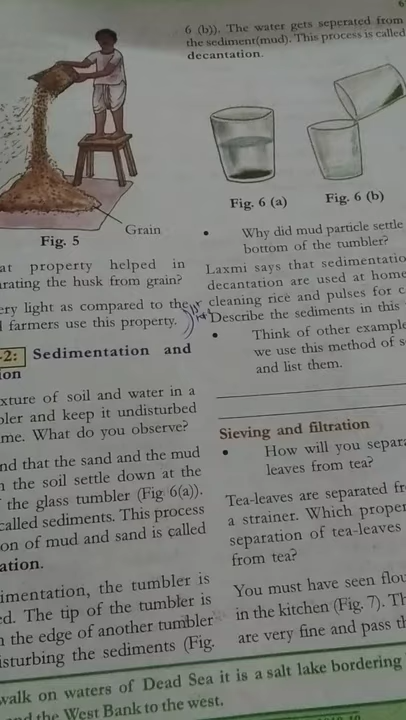 Grain
Fig. 5
at property helped in
rating the husk from grain?
ery light as compared to the
farmers use this property.
-2: Sedimentation and
ion
xture of soil and water in a
bler and keep it undisturbed
me. What do you observe?
nd that the sand and the mud
n the soil settle down at the
the glass tumbler (Fig 6(a)).
called sediments. This process
on of mud and sand is called
ation.
imentation, the tumbler is
ed. The tip of the tumbler is
n the edge of another tumbler
isturbing the sediments (Fig.
6 (b)). The water gets seperated from
the sediment(mud). This process is called
decantation.
Fig. 6 (a)
Fig. 6 (b)
• Why did mud particle settle
bottom of the tumbler?
Laxmi says that sedimentatio
decantation are used at home
cleaning rice and pulses for c
Describe the sediments in this
• Think of other example
we use this method of s
and list them.
Sieving and filtration
• How will you separa
leaves from tea?
Tea-leaves are separated fr
a strainer. Which proper
separation of tea-leaves
from tea?
You must have seen flou
in the kitchen (Fig. 7). Th
are very fine and pass th
walk on waters of Dead Sea it is a salt lake bordering
nd the West Bank to the west.